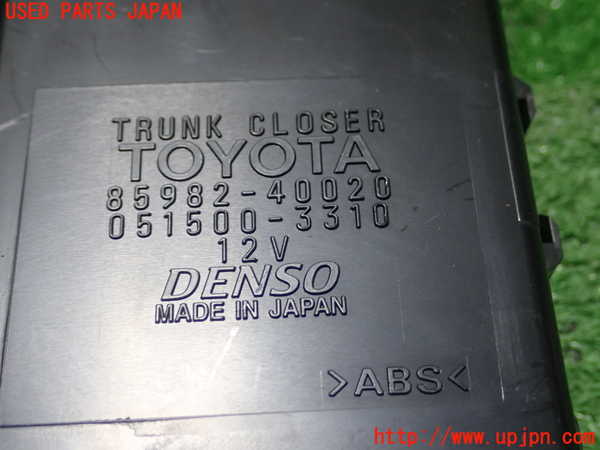 USED PARTS JAPAN
TRUNK CLOSER
TOYOTA
85982-40020
051500-3310
12V
DENSO
MADE IN JAPAN
>ABS<
http://www.upjpn.com